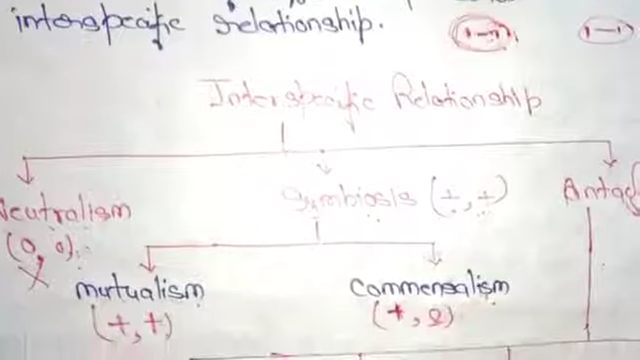 interspecific relationship.
Interspecific Relationship
Neutralism Symbiosis (+, +)
(0, 0)
mutualism commensalism
(+, +) (+, 0)